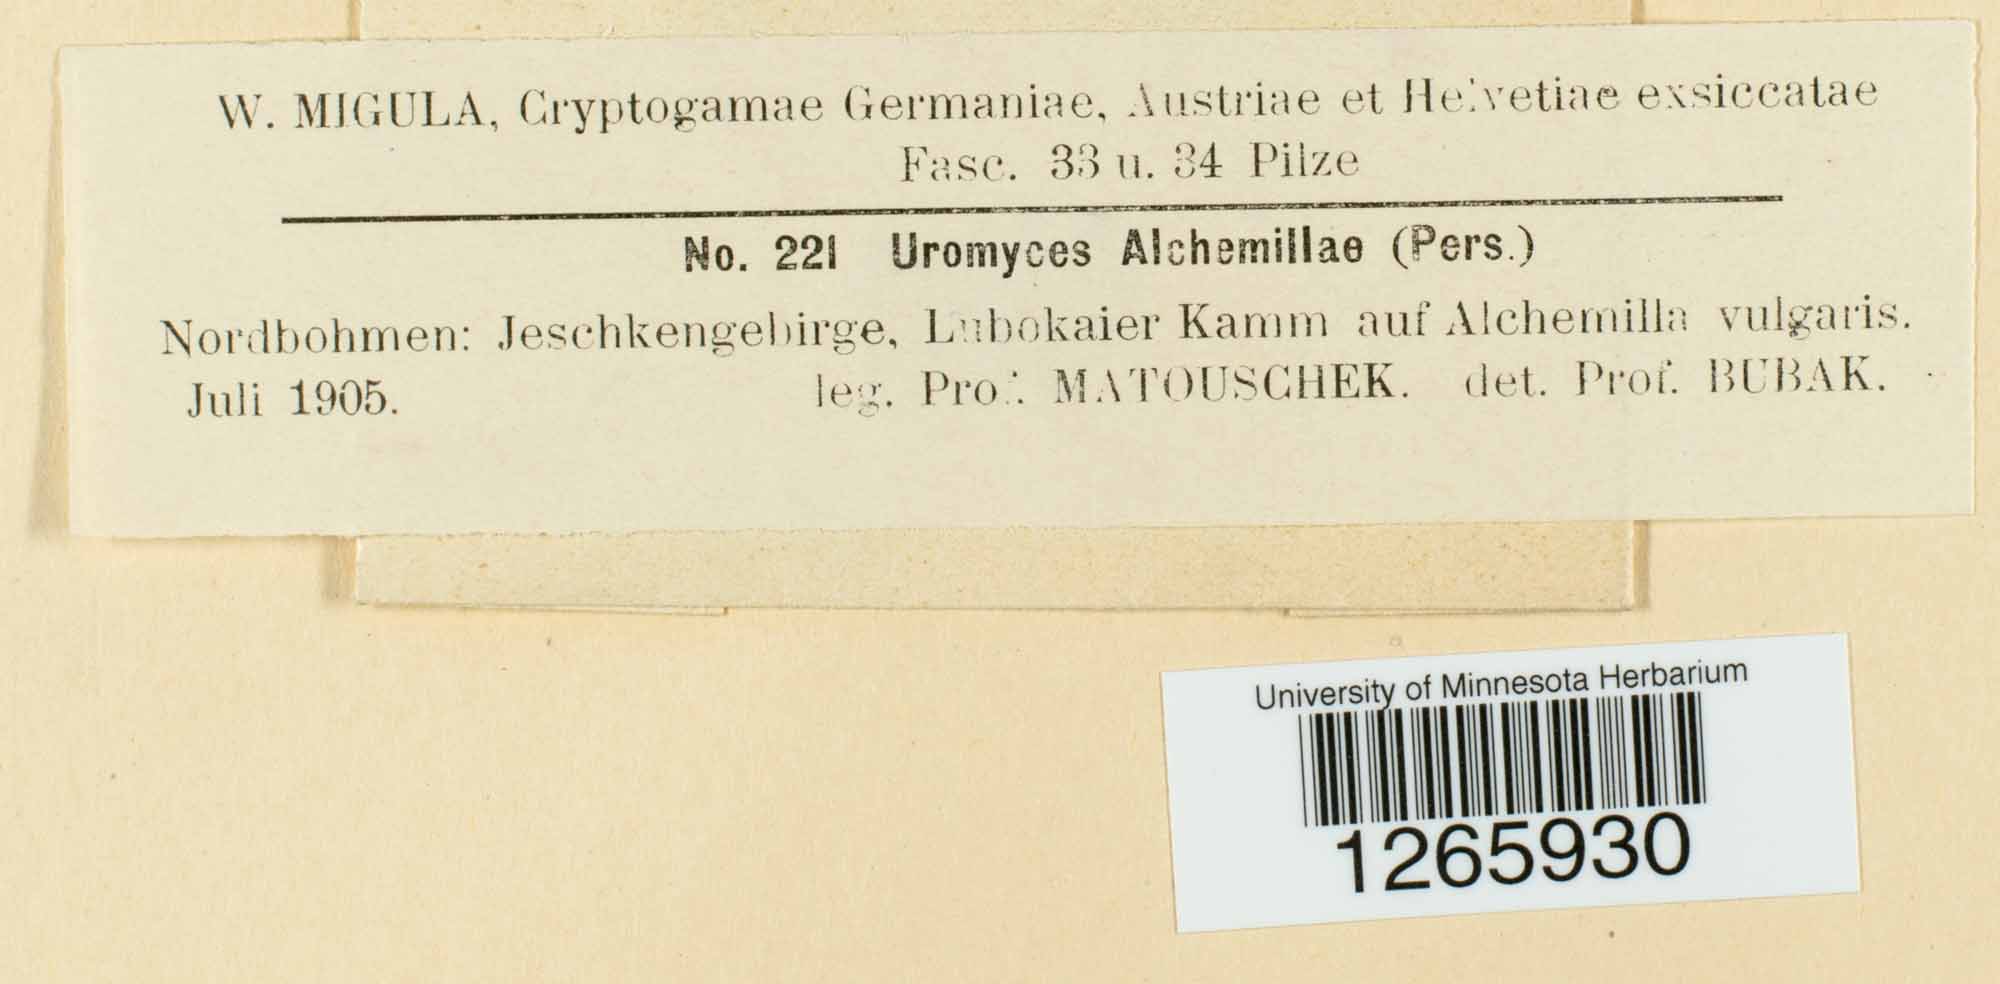 W. MIGULA, Cryptogamae Germaniae, Austriae et Helvetiae exsiccatae
Fasc. 33 u. 34 Pilze
No. 221 Uromyces Alchemillae (Pers.)
Nordbohmen: Jeschkengebirge, Lubokaier Kamm auf Alchemilla vulgaris.
Juli 1905. leg. Prof. MATOUSCHEK. det. Prof. BUBAK.
University of Minnesota Herbarium
1265930